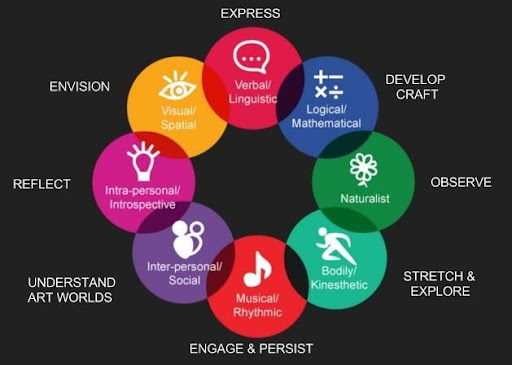 EXPRESS
Verbal/
Linguistic
DEVELOP
CRAFT
Logical/
Mathematical
OBSERVE
Naturalist
STRETCH &
EXPLORE
Bodily/
Kinesthetic
ENGAGE & PERSIST
Musical/
Rhythmic
UNDERSTAND
ART WORLDS
Inter-personal/
Social
REFLECT
Intra-personal/
Introspective
ENVISION
Visual/
Spatial